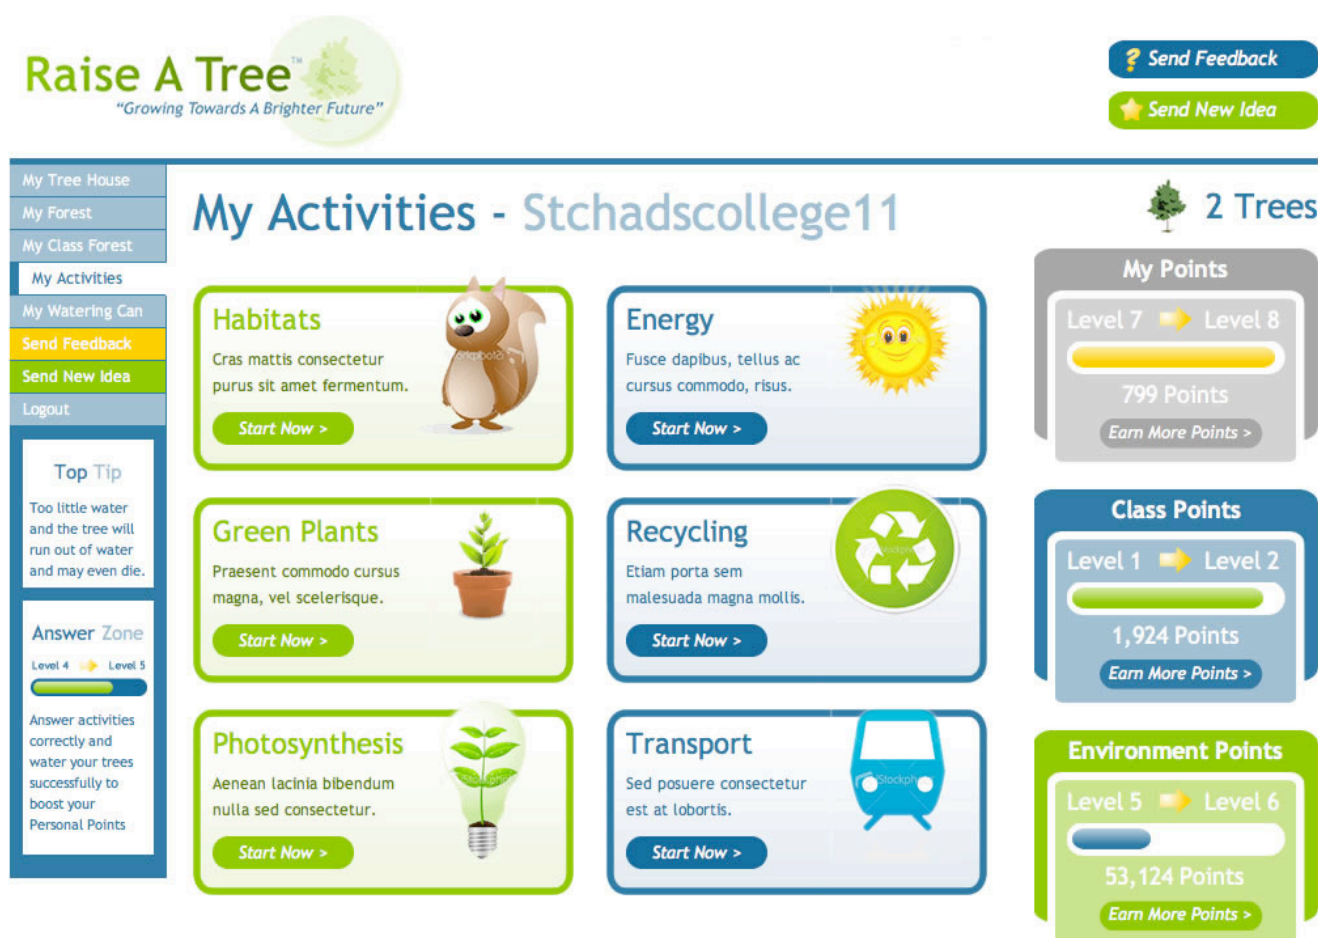 Raise A Tree™
“Growing Towards A Brighter Future”
Send Feedback
Send New Idea
My Tree House
My Forest
My Class Forest
My Activities
My Watering Can
Send Feedback
Send New Idea
Logout
Top Tip
Too little water
and the tree will
run out of water
and may even die.
Answer Zone
Level 4 Level 5
Answer activities
correctly and
water your trees
successfully to
boost your
Personal Points
My Activities - Stchadscollege11
Habitats
Cras mattis consectetur
purus sit amet fermentum.
Start Now >
Energy
Fusce dapibus, tellus ac
cursus commodo, risus.
Start Now >
Green Plants
Praesent commodo cursus
magna, vel scelerisque.
Start Now >
Recycling
Etiam porta sem
malesuada magna mollis.
Start Now >
Photosynthesis
Aenean lacinia bibendum
nulla sed consectetur.
Start Now >
Transport
Sed posuere consectetur
est at lobortis.
Start Now >
2 Trees
My Points
Level 7 Level 8
799 Points
Earn More Points >
Class Points
Level 1 Level 2
1,924 Points
Earn More Points >
Environment Points
Level 5 Level 6
53,124 Points
Earn More Points >